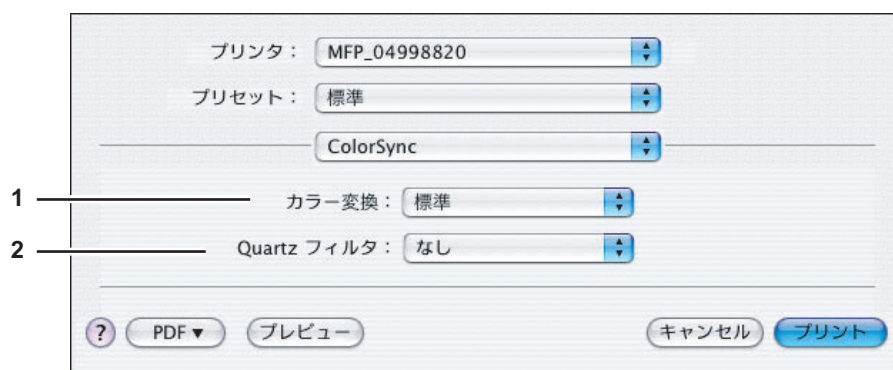 プリンタ： MFP_04998820
プリセット： 標準
ColorSync
1 カラー変換： 標準
2 Quartz フィルタ： なし
? PDF▼ プレビュー キャンセル プリント